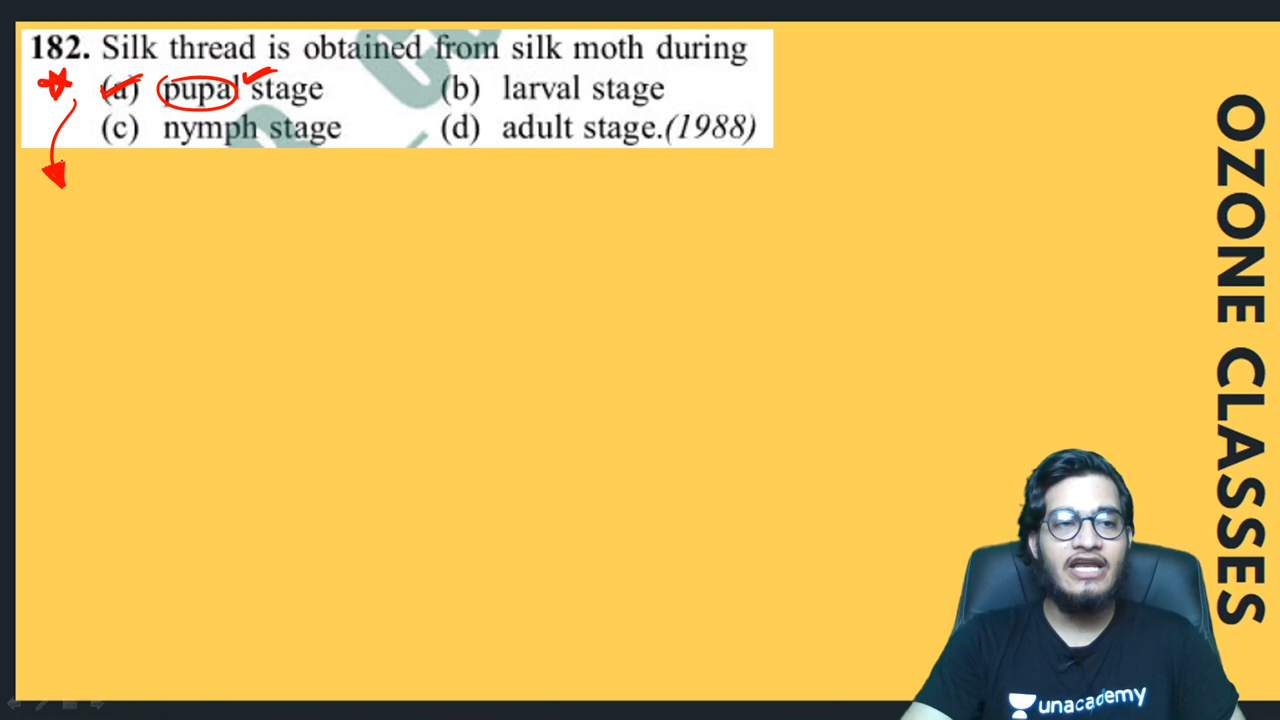 182. Silk thread is obtained from silk moth during
(a) pupal stage (b) larval stage
(c) nymph stage (d) adult stage.(1988)
OZONE CLASSES
unacademy